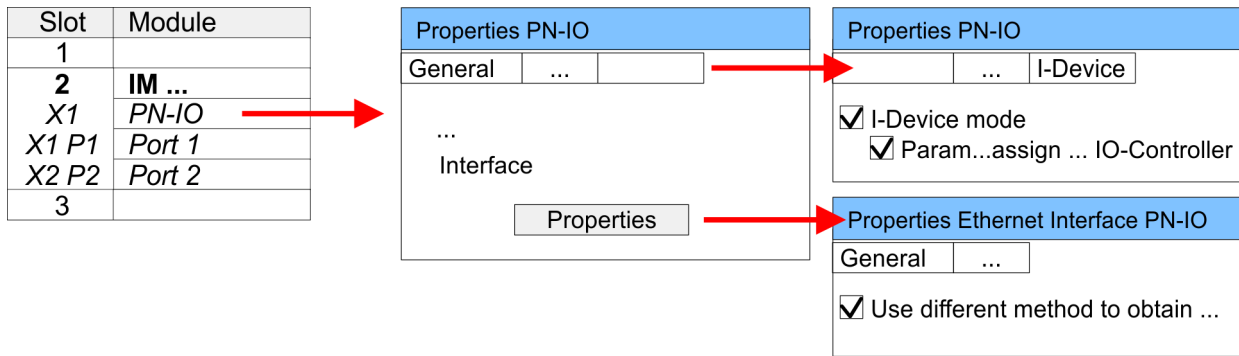 Slot Module
1
2 IM ...
X1 PN-IO
X1 P1 Port 1
X2 P2 Port 2
3
Properties PN-IO
General ...
...
Interface
Properties
Properties PN-IO
... I-Device
I-Device mode
Param...assign ... IO-Controller
Properties Ethernet Interface PN-IO
General ...
Use different method to obtain ...